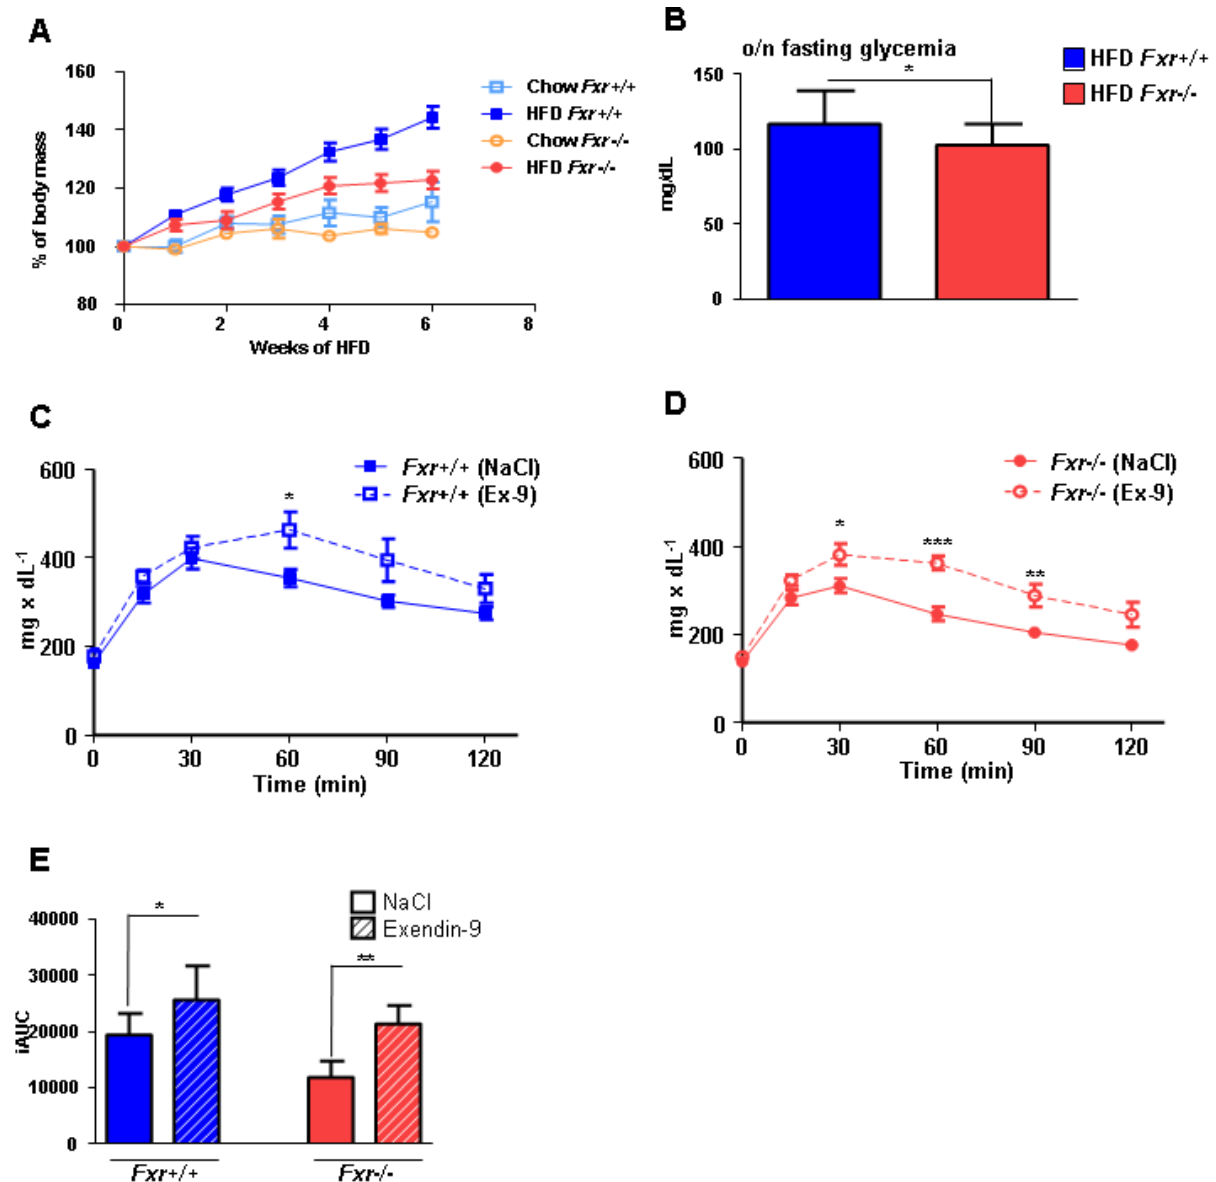 A
160
140
120
100
80
% of body mass
0
2
4
6
8
Weeks of HFD
Chow Fxr+/+
HFD Fxr+/+
Chow Fxr-/-
HFD Fxr-/-
B
o/n fasting glycemia
*
150
100
50
0
mg/dL
HFD Fxr+/+
HFD Fxr-/-
C
600
400
200
0
mg x dL-1
0
30
60
90
120
Time (min)
Fxr+/+ (NaCl)
Fxr+/+ (Ex-9)
*
D
600
400
200
0
mg x dL-1
0
30
60
90
120
Time (min)
Fxr-/- (NaCl)
Fxr-/- (Ex-9)
*
***
**
E
40000
30000
20000
10000
0
iAUC
*
**
NaCl
Exendin-9
Fxr+/+
Fxr-/-